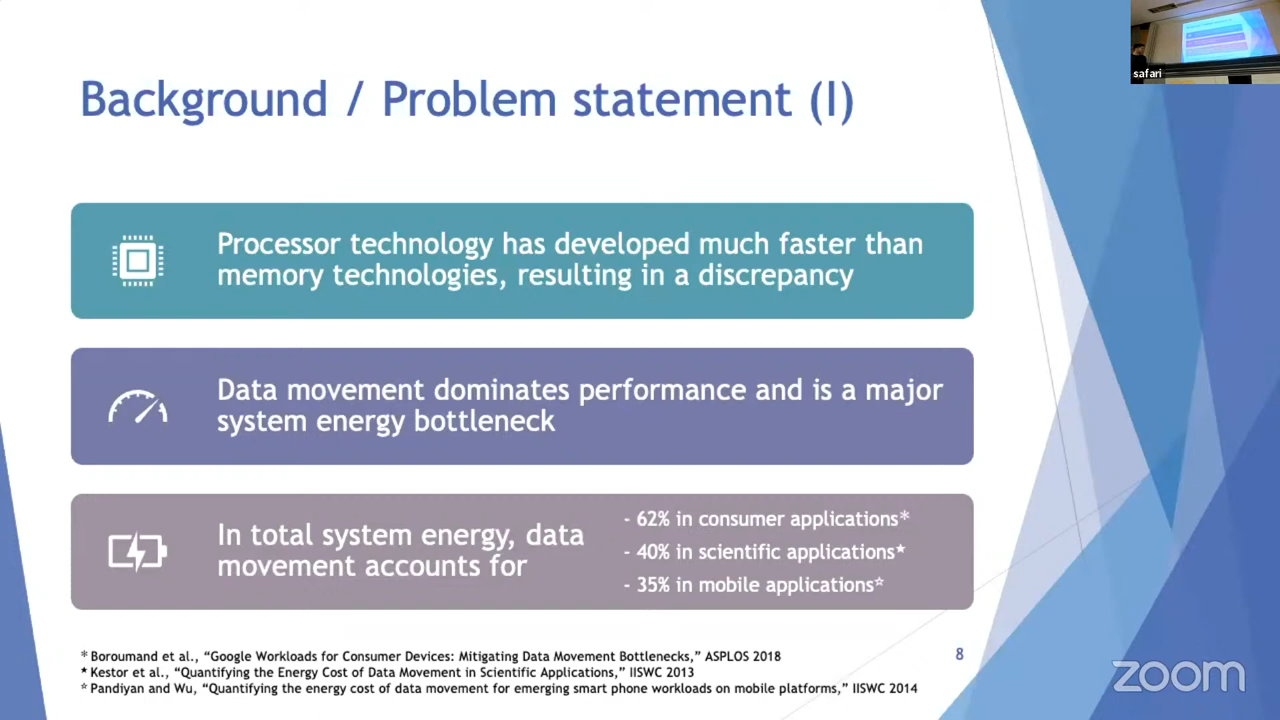 safari
Background / Problem statement (I)
Processor technology has developed much faster than
memory technologies, resulting in a discrepancy
Data movement dominates performance and is a major
system energy bottleneck
In total system energy, data
movement accounts for
- 62% in consumer applications*
- 40% in scientific applications★
- 35% in mobile applications☆
* Boroumand et al., “Google Workloads for Consumer Devices: Mitigating Data Movement Bottlenecks,” ASPLOS 2018
★ Kestor et al., “Quantifying the Energy Cost of Data Movement in Scientific Applications,” IISWC 2013
☆ Pandiyan and Wu, “Quantifying the energy cost of data movement for emerging smart phone workloads on mobile platforms,” IISWC 2014
8
zoom